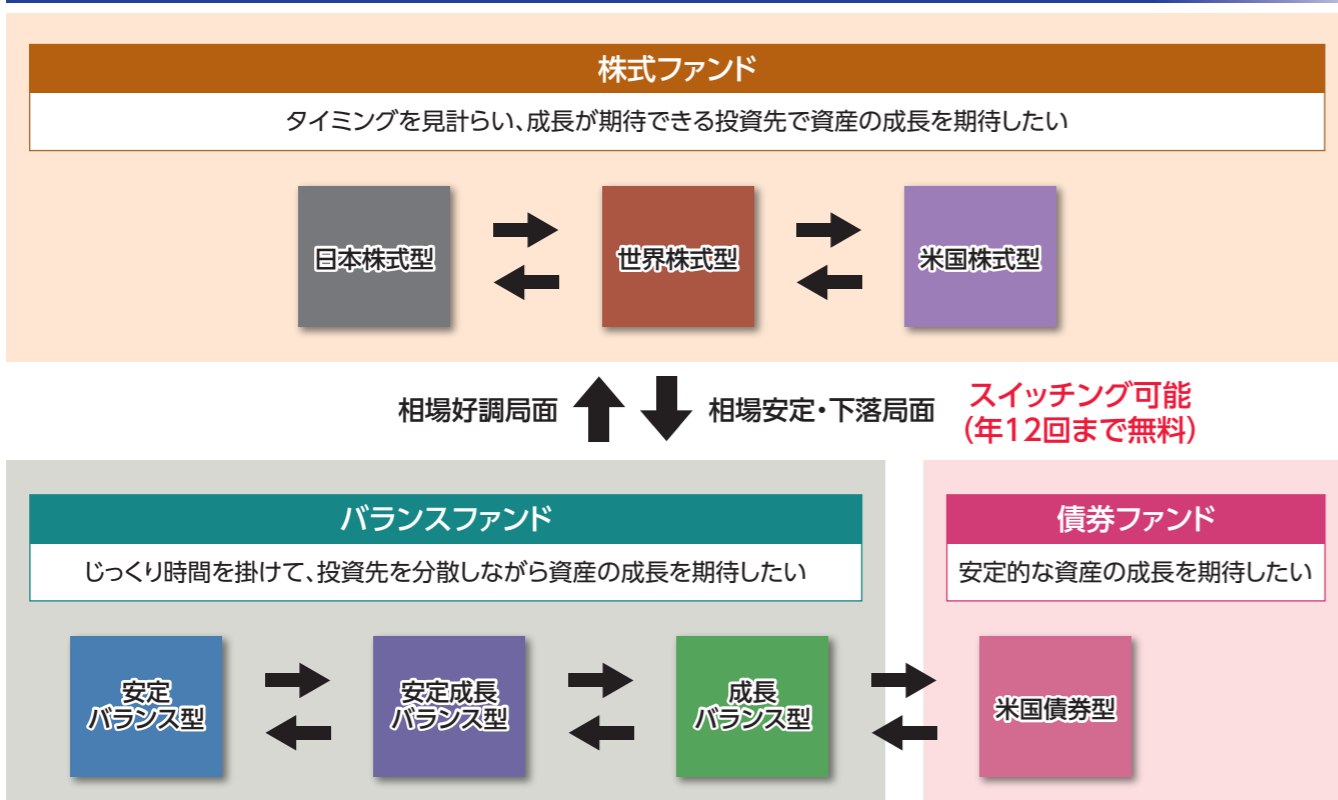 株式ファンド
タイミングを見計らい、成長が期待できる投資先で資産の成長を期待したい
日本株式型
世界株式型
米国株式型
相場好調局面
相場安定・下落局面
スイッチング可能
(年12回まで無料)
バランスファンド
じっくり時間を掛けて、投資先を分散しながら資産の成長を期待したい
安定
バランス型
安定成長
バランス型
成長
バランス型
債券ファンド
安定的な資産の成長を期待したい
米国債券型